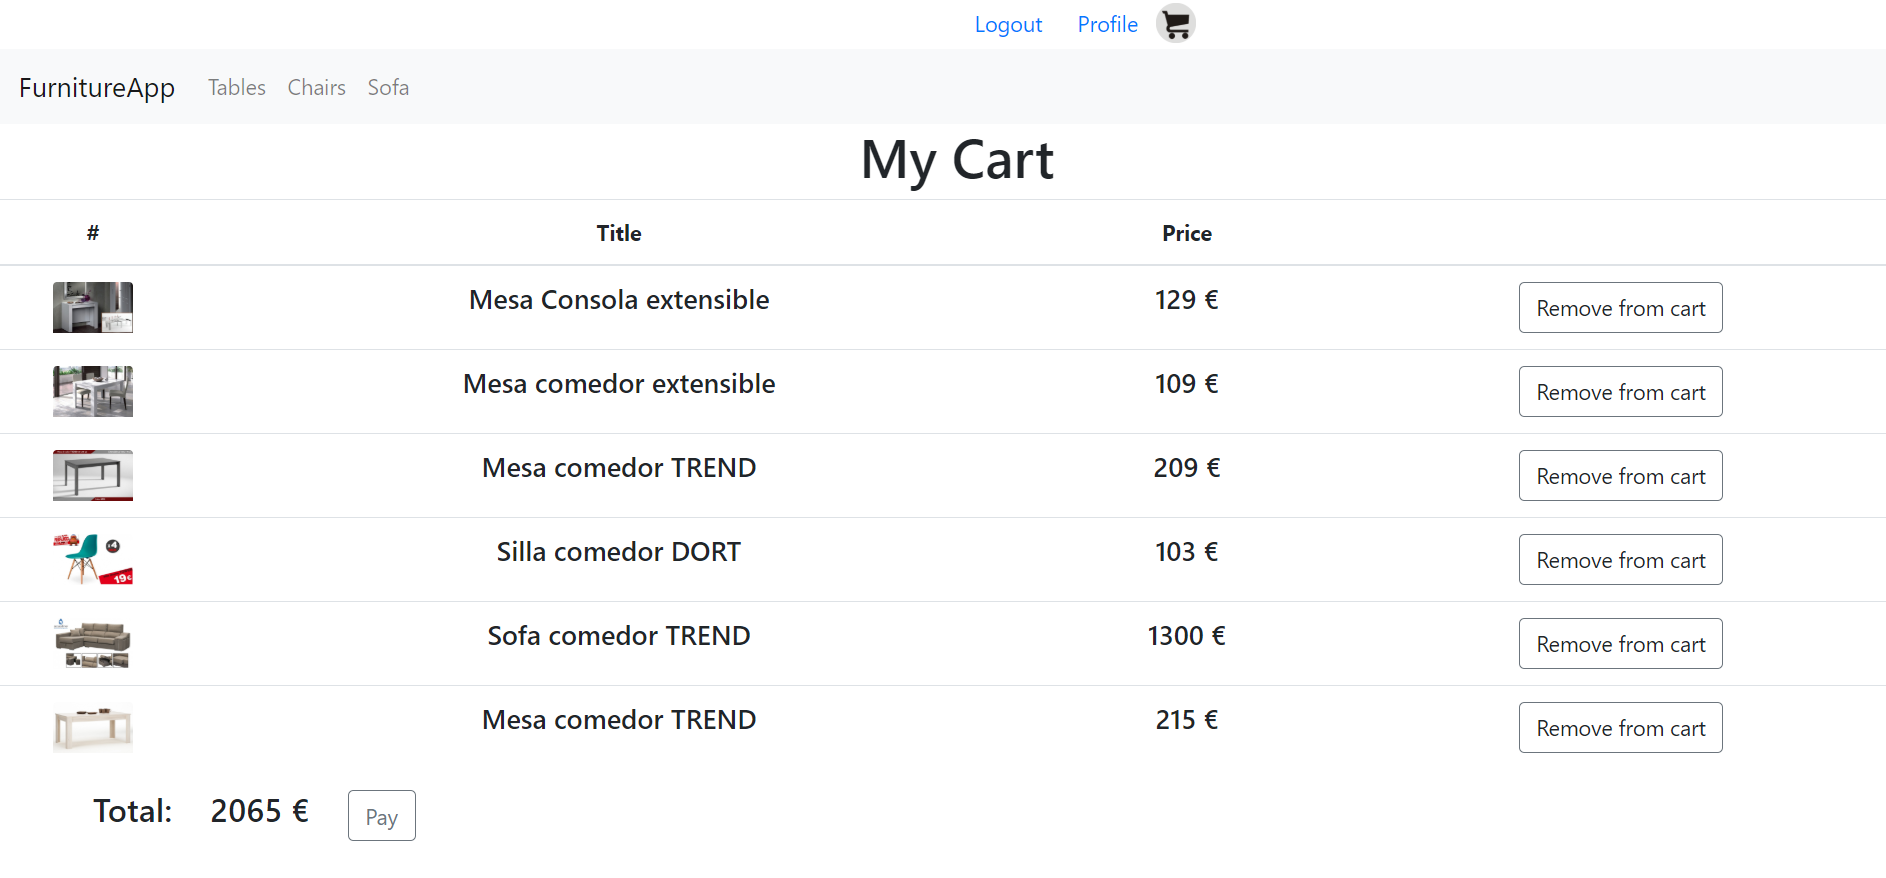 Logout Profile
FurnitureApp Tables Chairs Sofa
My Cart
# Title Price
Mesa Consola extensible 129 € Remove from cart
Mesa comedor extensible 109 € Remove from cart
Mesa comedor TREND 209 € Remove from cart
x4
19€
Silla comedor DORT 103 € Remove from cart
Sofa comedor TREND 1300 € Remove from cart
Mesa comedor TREND 215 € Remove from cart
Total: 2065 € Pay